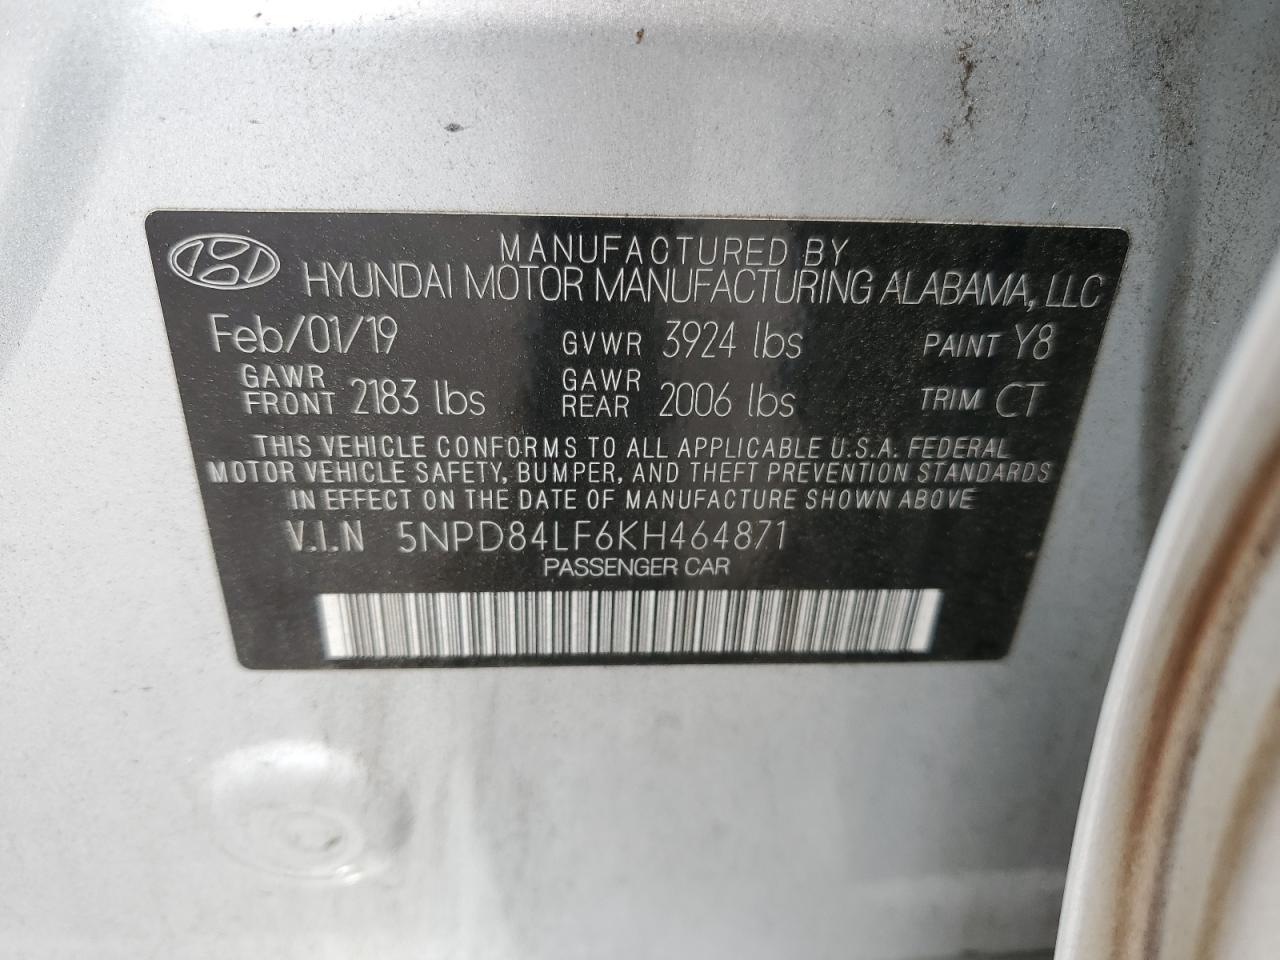 MANUFACTURED BY
HYUNDAI MOTOR MANUFACTURING ALABAMA, LLC
Feb/01/19 GVWR 3924 lbs PAINT Y8
GAWR FRONT 2183 lbs GAWR REAR 2006 lbs TRIM CT
THIS VEHICLE CONFORMS TO ALL APPLICABLE U.S.A. FEDERAL
MOTOR VEHICLE SAFETY, BUMPER, AND THEFT PREVENTION STANDARDS
IN EFFECT ON THE DATE OF MANUFACTURE SHOWN ABOVE
V.I.N 5NPD84LF6KH464871
PASSENGER CAR